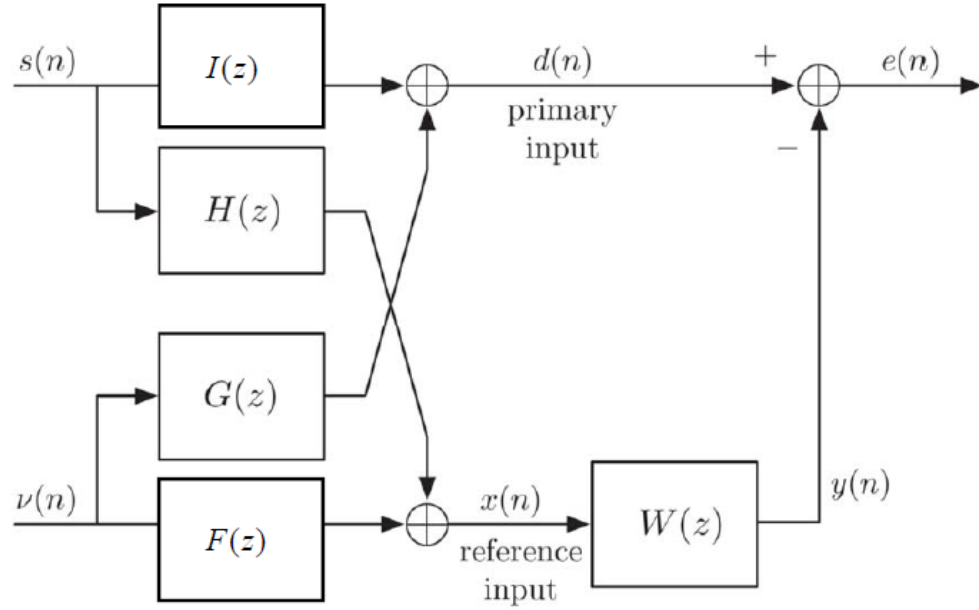 s(n)
I(z)
d(n)
+
e(n)
primary
input
−
H(z)
G(z)
ν(n)
F(z)
x(n)
reference
input
W(z)
y(n)